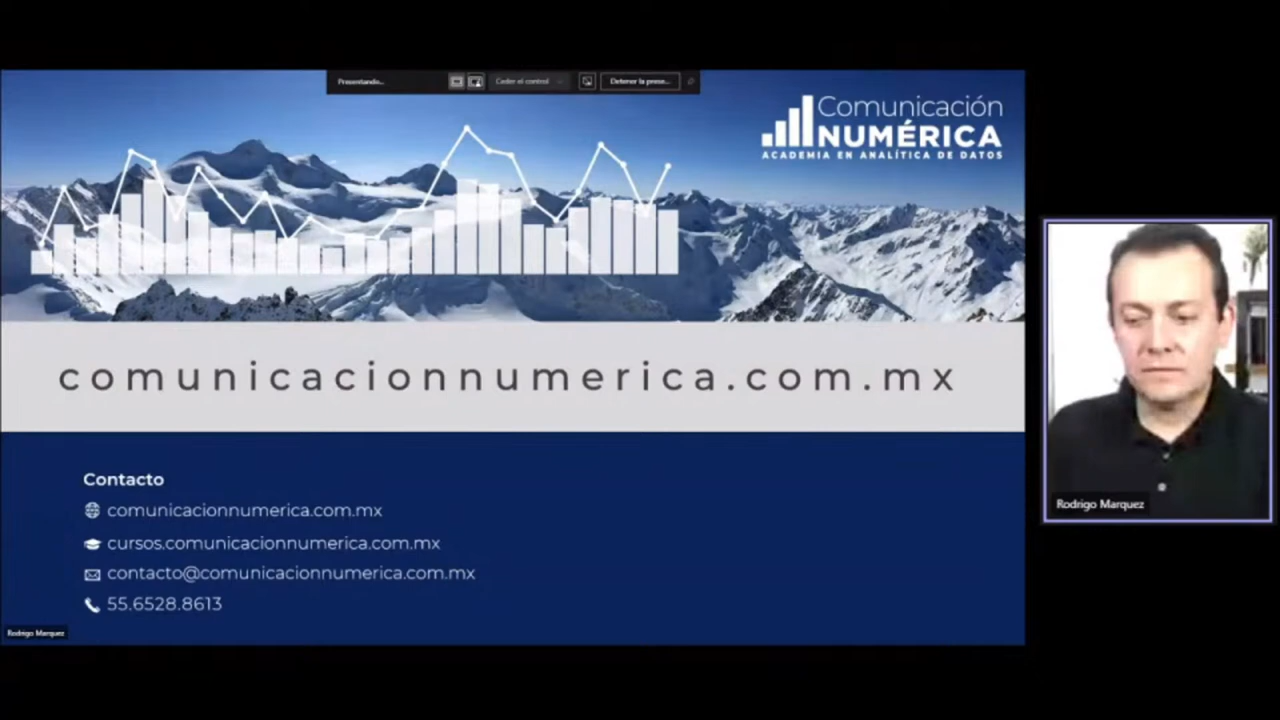 Presentando...
Ceder el control
Detener la prese...
Comunicación
NUMÉRICA
ACADEMIA EN ANALÍTICA DE DATOS
comunicacionnumerica.com.mx
Contacto
comunicacionnumerica.com.mx
cursos.comunicacionnumerica.com.mx
contacto@comunicacionnumerica.com.mx
55.6528.8613
Rodrigo Marquez
Rodrigo Marquez